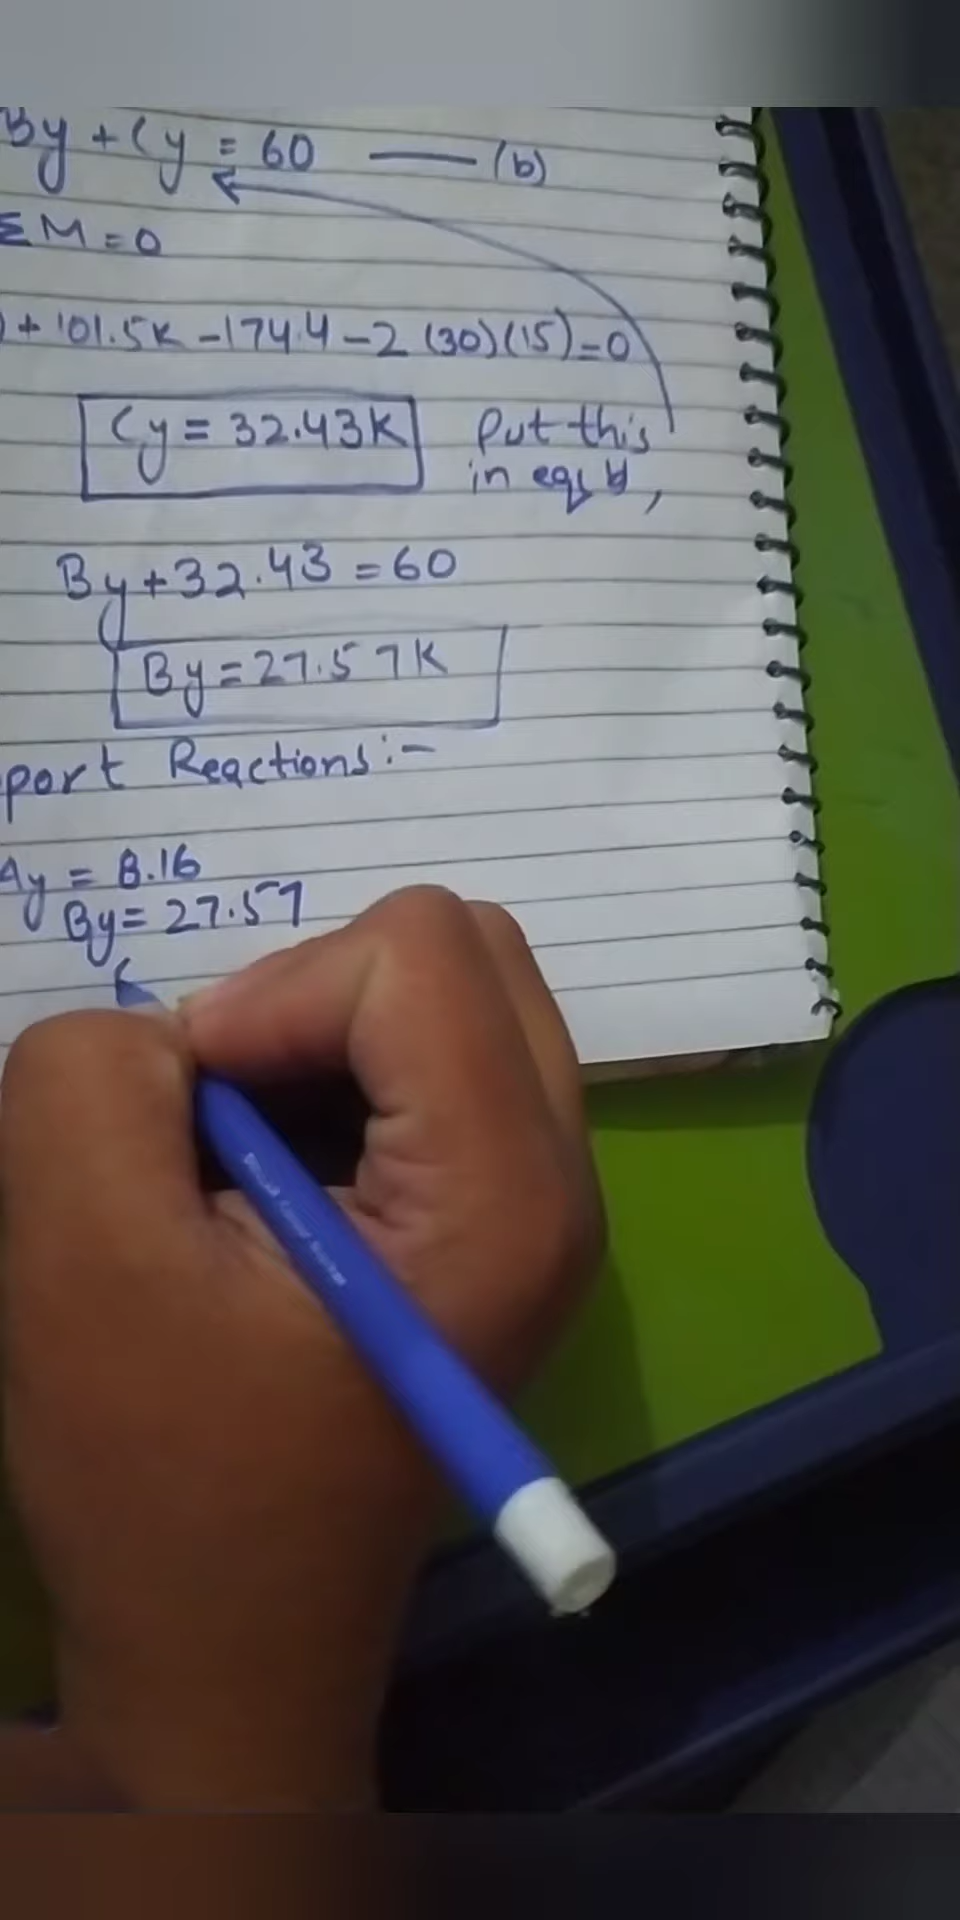 By + Cy = 60 —— (b)
ΣM = 0
) + 101.5k - 174.4 - 2 (30)(15) = 0
Cy = 32.43K Put this
in eqs b,
By + 32.43 = 60
By = 27.57K
port Reactions:-
Ay = 8.16
By = 27.57